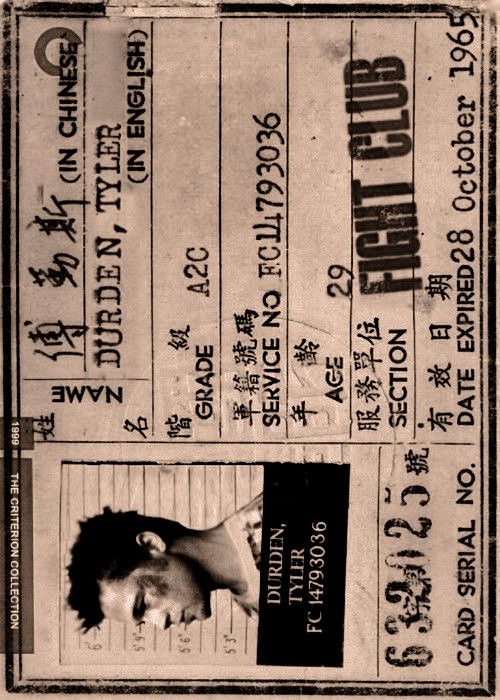 THE CRITERION COLLECTION 1999
6'
5'9"
5'6"
5'3"
DURDEN,
TYLER
FC 14793036
號
CARD SERIAL NO.
姓名 NAME
傅 勤 斯 (IN CHINESE)
DURDEN, TYLER
(IN ENGLISH)
階級
GRADE A2C
軍籍號碼
SERVICE NO FC14793036
年齡
AGE 29
服務單位
SECTION FIGHT CLUB
有效日期
DATE EXPIRED 28 October 1965